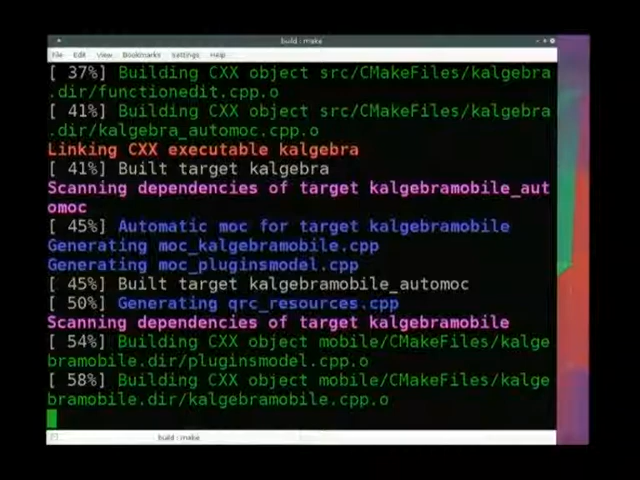 build : make
File Edit View Bookmarks Settings Help
[ 37%] Building CXX object src/CMakeFiles/kalgebra
.dir/functionedit.cpp.o
[ 41%] Building CXX object src/CMakeFiles/kalgebra
.dir/kalgebra_automoc.cpp.o
Linking CXX executable kalgebra
[ 41%] Built target kalgebra
Scanning dependencies of target kalgebramobile_aut
omoc
[ 45%] Automatic moc for target kalgebramobile
Generating moc_kalgebramobile.cpp
Generating moc_pluginsmodel.cpp
[ 45%] Built target kalgebramobile_automoc
[ 50%] Generating qrc_resources.cpp
Scanning dependencies of target kalgebramobile
[ 54%] Building CXX object mobile/CMakeFiles/kalge
bramobile.dir/pluginsmodel.cpp.o
[ 58%] Building CXX object mobile/CMakeFiles/kalge
bramobile.dir/kalgebramobile.cpp.o
build : make